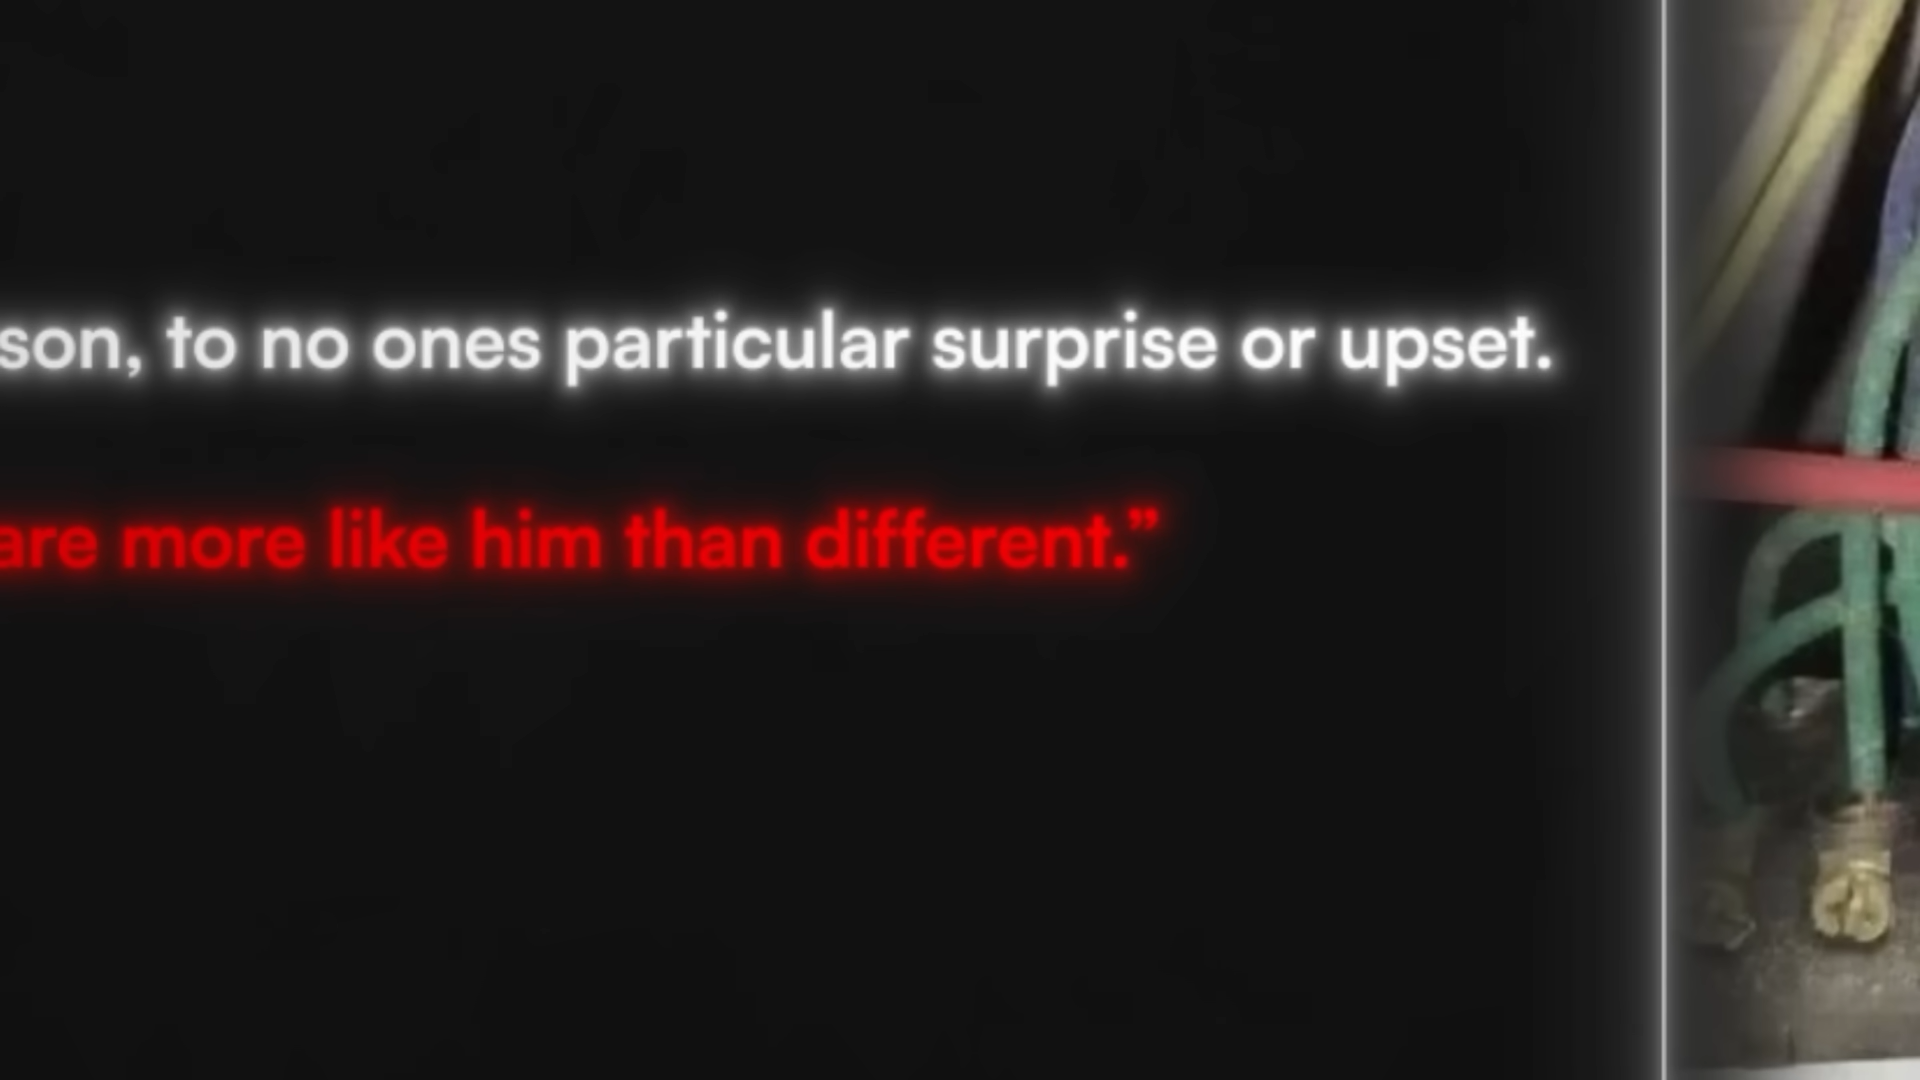 son, to no ones particular surprise or upset.
are more like him than different.”